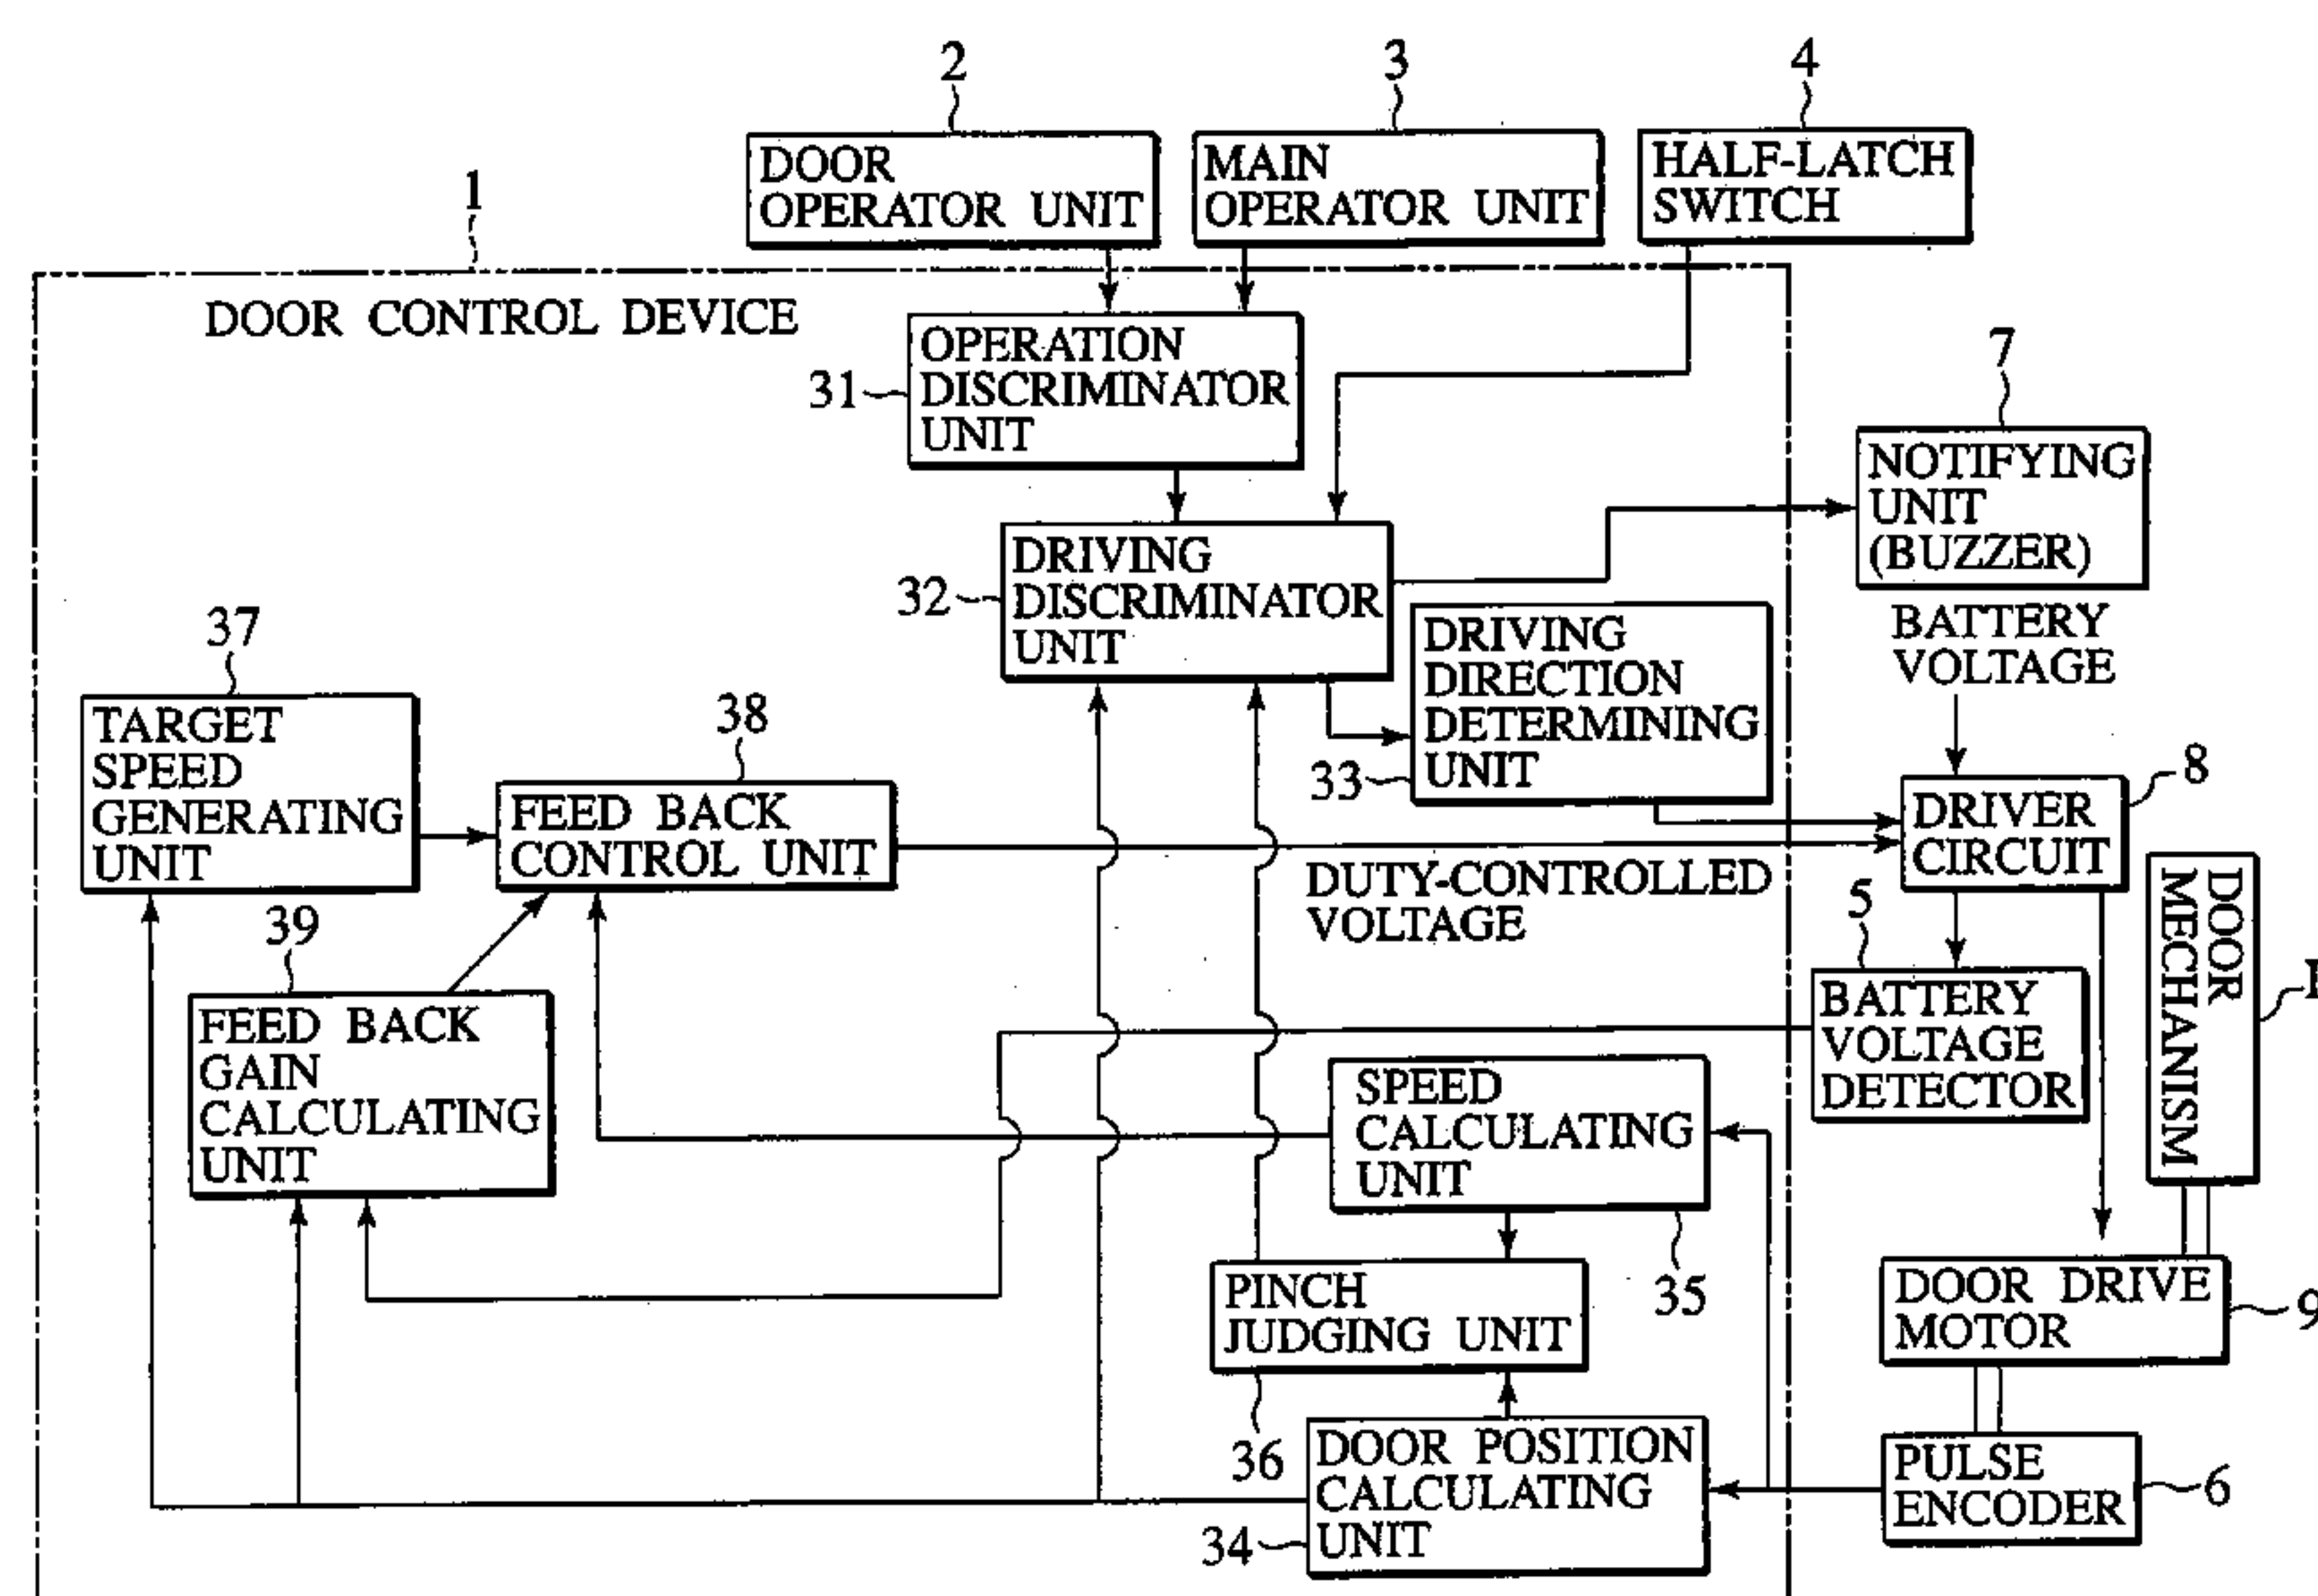 2
3
4
1
DOOR
OPERATOR UNIT
MAIN
OPERATOR UNIT
HALF-LATCH
SWITCH
DOOR CONTROL DEVICE
31
OPERATION
DISCRIMINATOR
UNIT
7
NOTIFYING
UNIT
(BUZZER)
32
DRIVING
DISCRIMINATOR
UNIT
33
DRIVING
DIRECTION
DETERMINING
UNIT
BATTERY
VOLTAGE
37
TARGET
SPEED
GENERATING
UNIT
38
FEED BACK
CONTROL UNIT
8
DRIVER
CIRCUIT
DUTY-CONTROLLED
VOLTAGE
5
BATTERY
VOLTAGE
DETECTOR
DOOR
MECHANISM
39
FEED BACK
GAIN
CALCULATING
UNIT
SPEED
CALCULATING
UNIT
35
PINCH
JUDGING UNIT
36
DOOR DRIVE
MOTOR
9
34
DOOR POSITION
CALCULATING
UNIT
PULSE
ENCODER
6